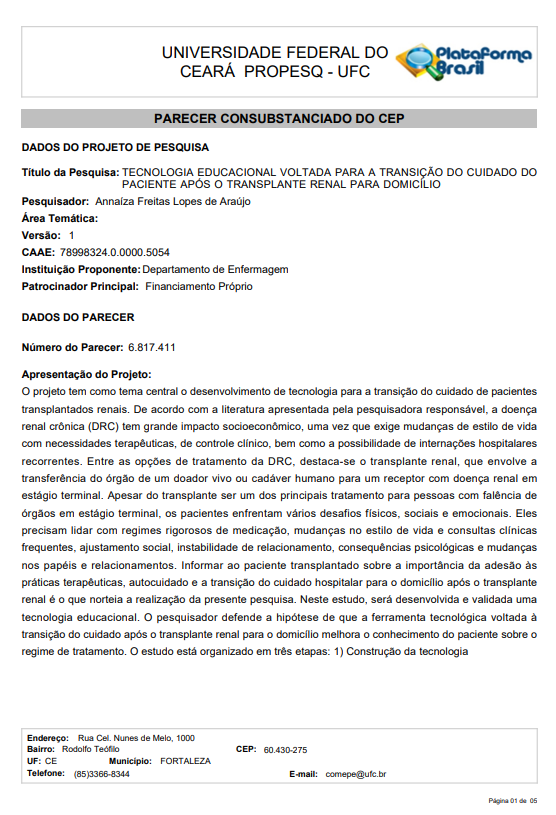 UNIVERSIDADE FEDERAL DO
CEARÁ PROPESQ - UFC
Plataforma
Brasil
PARECER CONSUBSTANCIADO DO CEP
DADOS DO PROJETO DE PESQUISA
Título da Pesquisa: TECNOLOGIA EDUCACIONAL VOLTADA PARA A TRANSIÇÃO DO CUIDADO DO
PACIENTE APÓS O TRANSPLANTE RENAL PARA DOMICÍLIO
Pesquisador: Annaíza Freitas Lopes de Araújo
Área Temática:
Versão: 1
CAAE: 78998324.0.0000.5054
Instituição Proponente: Departamento de Enfermagem
Patrocinador Principal: Financiamento Próprio
DADOS DO PARECER
Número do Parecer: 6.817.411
Apresentação do Projeto:
O projeto tem como tema central o desenvolvimento de tecnologia para a transição do cuidado de pacientes
transplantados renais. De acordo com a literatura apresentada pela pesquisadora responsável, a doença
renal crônica (DRC) tem grande impacto socioeconômico, uma vez que exige mudanças de estilo de vida
com necessidades terapêuticas, de controle clínico, bem como a possibilidade de internações hospitalares
recorrentes. Entre as opções de tratamento da DRC, destaca-se o transplante renal, que envolve a
transferência do órgão de um doador vivo ou cadáver humano para um receptor com doença renal em
estágio terminal. Apesar do transplante ser um dos principais tratamento para pessoas com falência de
órgãos em estágio terminal, os pacientes enfrentam vários desafios físicos, sociais e emocionais. Eles
precisam lidar com regimes rigorosos de medicação, mudanças no estilo de vida e consultas clínicas
frequentes, ajustamento social, instabilidade de relacionamento, consequências psicológicas e mudanças
nos papéis e relacionamentos. Informar ao paciente transplantado sobre a importância da adesão às
práticas terapêuticas, autocuidado e a transição do cuidado hospitalar para o domicílio após o transplante
renal é o que norteia a realização da presente pesquisa. Neste estudo, será desenvolvida e validada uma
tecnologia educacional. O pesquisador defende a hipótese de que a ferramenta tecnológica voltada à
transição do cuidado após o transplante renal para o domicílio melhora o conhecimento do paciente sobre o
regime de tratamento. O estudo está organizado em três etapas: 1) Construção da tecnologia
Endereço: Rua Cel. Nunes de Melo, 1000
Bairro: Rodolfo Teófilo CEP: 60.430-275
UF: CE Município: FORTALEZA
Telefone: (85)3366-8344 E-mail: comepe@ufc.br
Página 01 de 05